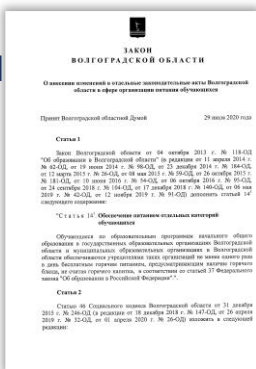 ЗАКОН
ВОЛГОГРАДСКОЙ ОБЛАСТИ
О внесении изменений в отдельные законодательные акты Волгоградской
области в сфере организации питания обучающихся
Принят Волгоградской областной Думой 29 июля 2020 года
Статья 1
Закон Волгоградской области от 04 октября 2013 г. № 118-ОД
"Об образовании в Волгоградской области" (в редакции от 11 апреля 2014 г.
№ 62-ОД, от 19 июня 2014 г. № 98-ОД, от 23 декабря 2014 г. № 184-ОД,
от 12 марта 2015 г. № 26-ОД, от 08 мая 2015 г. № 59-ОД, от 26 октября 2015 г.
№ 181-ОД, от 10 июня 2016 г. № 54-ОД, от 06 октября 2016 г. № 95-ОД,
от 24 сентября 2018 г. № 104-ОД, от 17 декабря 2018 г. № 140-ОД, от 06 мая
2019 г. № 42-ОД, от 12 ноября 2019 г. № 91-ОД) дополнить статьей 14¹
следующего содержания:
"Статья 14¹. Обеспечение питанием отдельных категорий
обучающихся
Обучающиеся по образовательным программам начального общего
образования в государственных образовательных организациях Волгоградской
области и муниципальных образовательных организациях в Волгоградской
области обеспечиваются учредителями таких организаций не менее одного раза
в день бесплатным горячим питанием, предусматривающим наличие горячего
блюда, не считая горячего напитка, в соответствии со статьей 37 Федерального
закона "Об образовании в Российской Федерации".".
Статья 2
Статью 46 Социального кодекса Волгоградской области от 31 декабря
2015 г. № 246-ОД (в редакции от 18 декабря 2018 г. № 147-ОД, от 26 апреля
2019 г. № 32-ОД, от 01 апреля 2020 г. № 26-ОД) изложить в следующей
редакции: